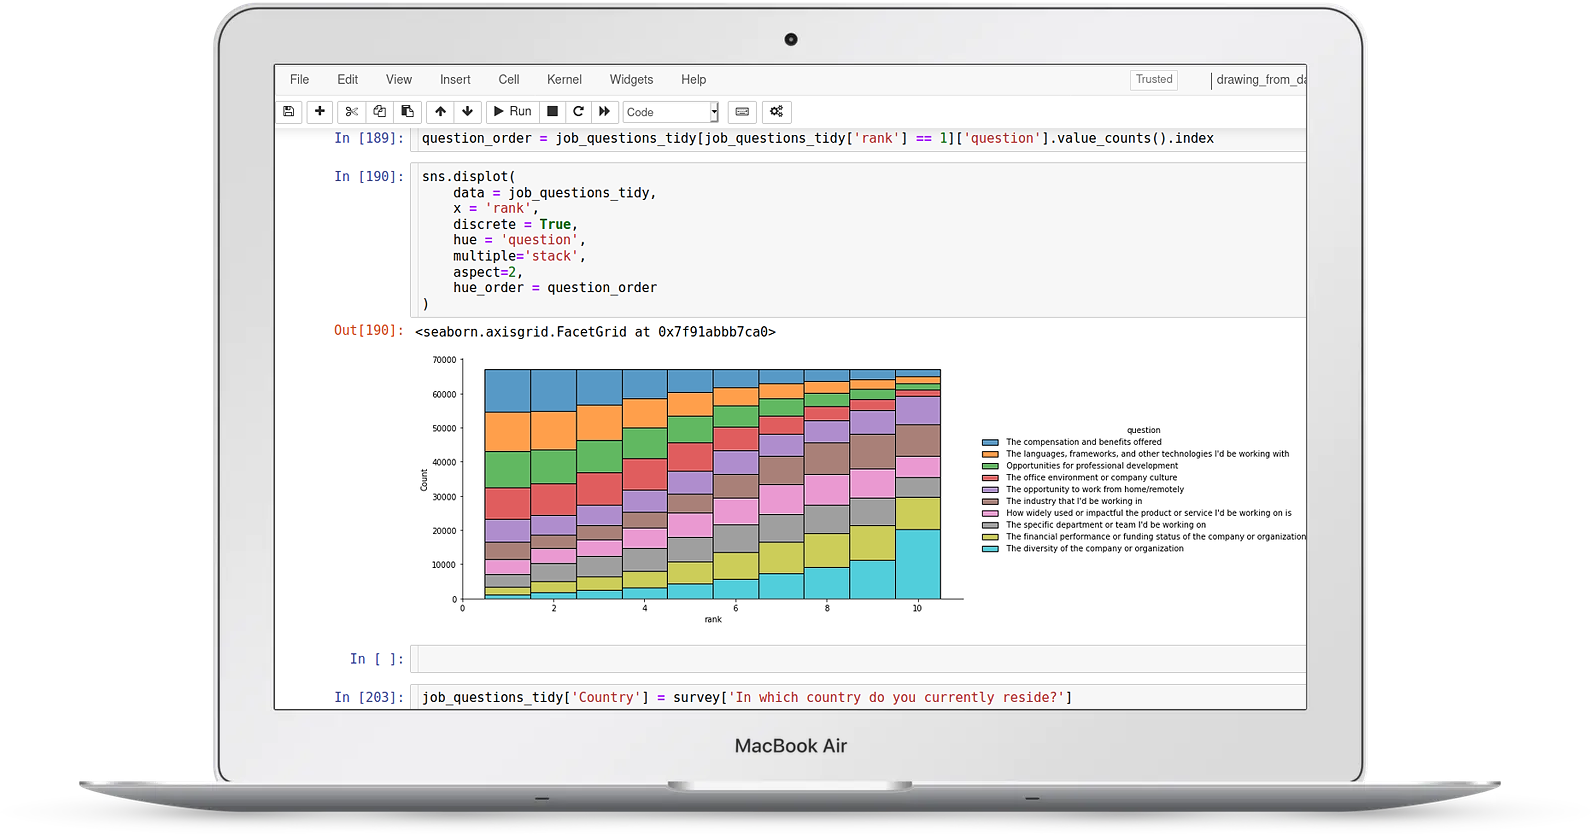 File Edit View Insert Cell Kernel Widgets Help Trusted drawing_from_da
Run Code
In [189]: question_order = job_questions_tidy[job_questions_tidy['rank'] == 1]['question'].value_counts().index
In [190]: sns.displot(
data = job_questions_tidy,
x = 'rank',
discrete = True,
hue = 'question',
multiple='stack',
aspect=2,
hue_order = question_order
)
Out[190]: <seaborn.axisgrid.FacetGrid at 0x7f91abbb7ca0>
70000
60000
50000
40000
30000
20000
10000
0
Count
0 2 4 6 8 10
rank
question
The compensation and benefits offered
The languages, frameworks, and other technologies I'd be working with
Opportunities for professional development
The office environment or company culture
The opportunity to work from home/remotely
The industry that I'd be working in
How widely used or impactful the product or service I'd be working on is
The specific department or team I'd be working on
The financial performance or funding status of the company or organization
The diversity of the company or organization
In [ ]:
In [203]: job_questions_tidy['Country'] = survey['In which country do you currently reside?']
MacBook Air